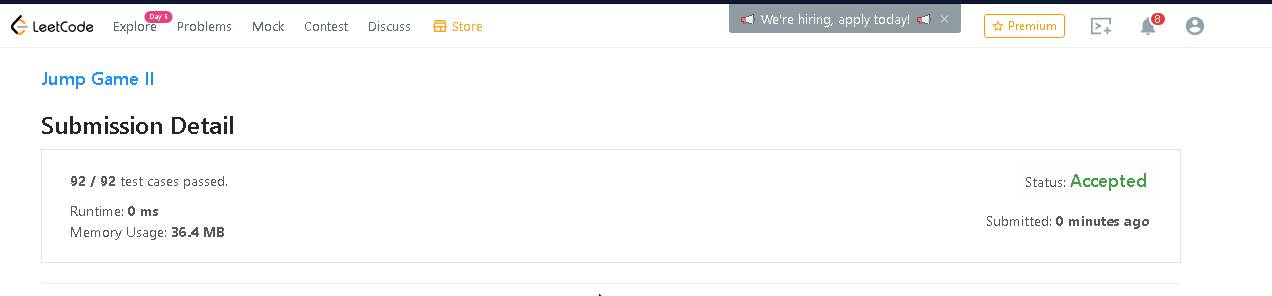 LeetCode Explore Day 5 Problems Mock Contest Discuss Store We're hiring, apply today! × Premium 8
Jump Game II
Submission Detail
92 / 92 test cases passed.
Status: Accepted
Runtime: 0 ms
Submitted: 0 minutes ago
Memory Usage: 36.4 MB